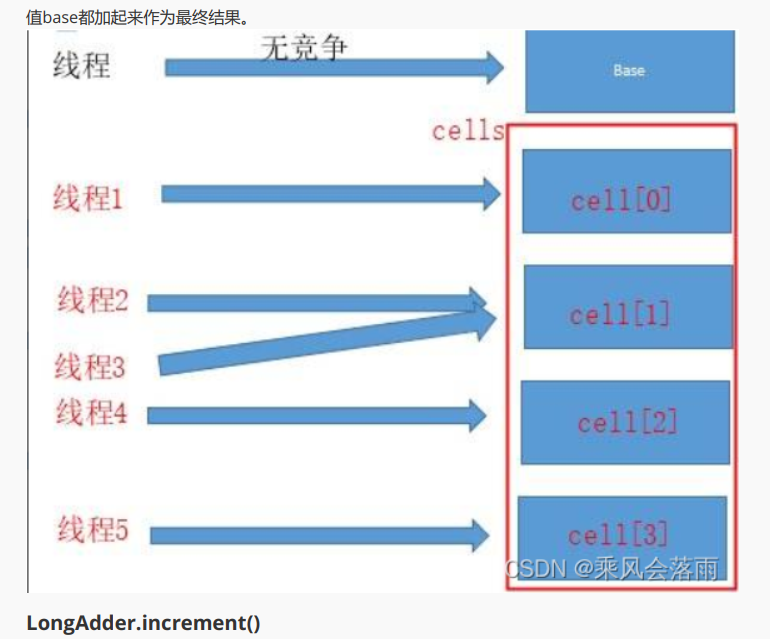 值base都加起来作为最终结果。
线程
无竞争
Base
cells
线程1
cell[0]
线程2
cell[1]
线程3
线程4
cell[2]
线程5
cell[3]
CSDN @乘风会落雨
LongAdder.increment()